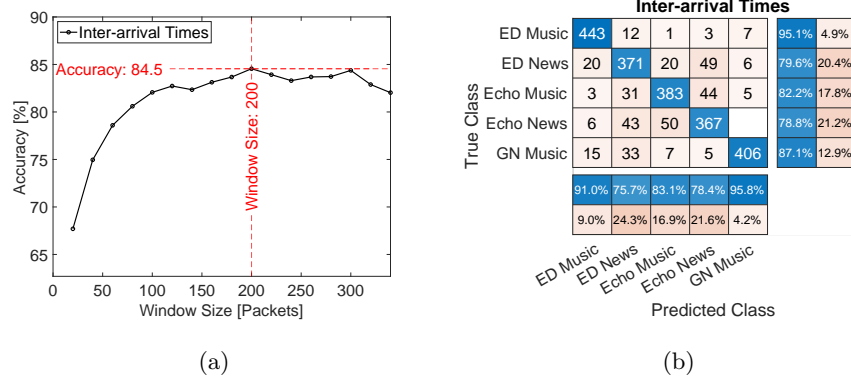 Inter-arrival Times
90
85
80
75
70
65
Accuracy [%]
Inter-arrival Times
Accuracy: 84.5
Window Size: 200
0 50 100 150 200 250 300
Window Size [Packets]
(a)
True Class
ED Music 443 12 1 3 7 95.1% 4.9%
ED News 20 371 20 49 6 79.6% 20.4%
Echo Music 3 31 383 44 5 82.2% 17.8%
Echo News 6 43 50 367 78.8% 21.2%
GN Music 15 33 7 5 406 87.1% 12.9%
91.0% 75.7% 83.1% 78.4% 95.8%
9.0% 24.3% 16.9% 21.6% 4.2%
ED Music ED News Echo Music Echo News GN Music
Predicted Class
(b)